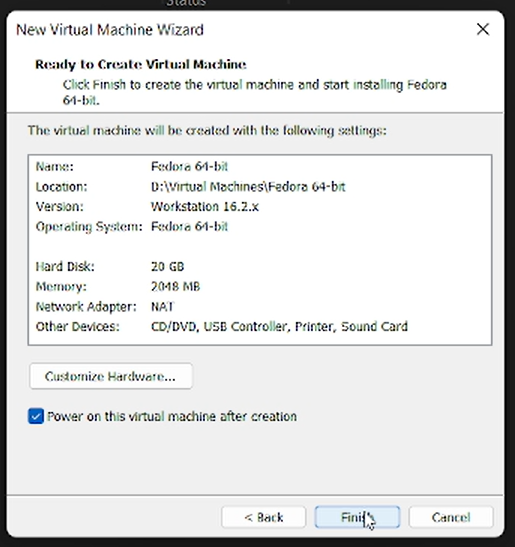 Status
New Virtual Machine Wizard
Ready to Create Virtual Machine
Click Finish to create the virtual machine and start installing Fedora
64-bit.
The virtual machine will be created with the following settings:
Name: Fedora 64-bit
Location: D:\Virtual Machines\Fedora 64-bit
Version: Workstation 16.2.x
Operating System: Fedora 64-bit
Hard Disk: 20 GB
Memory: 2048 MB
Network Adapter: NAT
Other Devices: CD/DVD, USB Controller, Printer, Sound Card
Customize Hardware...
Power on this virtual machine after creation
< Back Finish Cancel